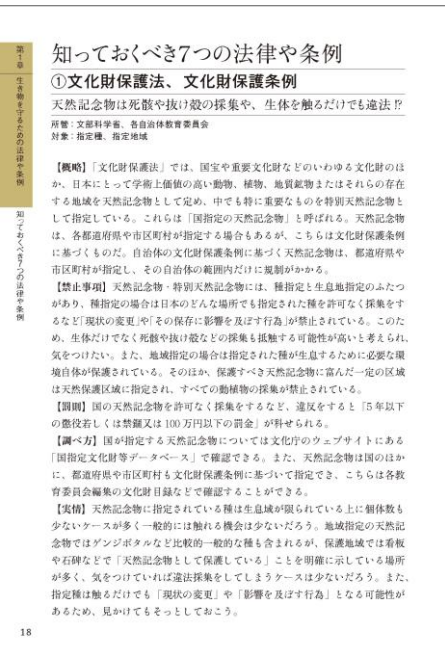 第1章 生き物を守るための法律や条例 知っておくべき7つの法律や条例
知っておくべき7つの法律や条例
①文化財保護法、文化財保護条例
天然記念物は死骸や抜け殻の採集や、生体を触るだけでも違法!?
所管:文部科学省、各自治体教育委員会
対象:指定種、指定地域
【概略】「文化財保護法」では、国宝や重要文化財などのいわゆる文化財のほ
か、日本にとって学術上価値の高い動物、植物、地質鉱物またはそれらの存在
する地域を天然記念物として定め、中でも特に重要なものを特別天然記念物と
して指定している。これらは「国指定の天然記念物」と呼ばれる。天然記念物
は、各都道府県や市区町村が指定する場合もあるが、こちらは文化財保護条例
に基づくものだ。自治体の文化財保護条例に基づく天然記念物は、都道府県や
市区町村が指定し、その自治体の範囲内だけに規制がかかる。
【禁止事項】天然記念物・特別天然記念物には、種指定と生息地指定のふたつ
があり、種指定の場合は日本のどんな場所でも指定された種を許可なく採集をす
るなど「現状の変更」や「その保存に影響を及ぼす行為」が禁止されている。このた
め、生体だけでなく死骸や抜け殻などの採集も抵触する可能性が高いと考えられ、
気をつけたい。また、地域指定の場合は指定された種が生息するために必要な環
境自体が保護されている。そのほか、保護すべき天然記念物に富んだ一定の区域
は天然保護区域に指定され、すべての動植物の採集が禁止されている。
【罰則】国の天然記念物を許可なく採集をするなど、違反をすると「5年以下
の懲役若しくは禁錮又は100万円以下の罰金」が科せられる。
【調べ方】国が指定する天然記念物については文化庁のウェブサイトにある
「国指定文化財等データベース」で確認できる。また、天然記念物は国のほか
に、都道府県や市区町村も文化財保護条例に基づいて指定でき、こちらは各教
育委員会編集の文化財目録などで確認することができる。
【実情】天然記念物に指定されている種は生息域が限られている上に個体数も
少ないケースが多く一般的には触れる機会は少ないだろう。地域指定の天然記
念物ではゲンジボタルなど比較的一般的な種も含まれるが、保護地域では看板
や石碑などで「天然記念物として保護している」ことを明確に示している場所
が多く、気をつけていれば違法採集をしてしまうケースは少ないだろう。また、
指定種は触るだけでも「現状の変更」や「影響を及ぼす行為」となる可能性が
あるため、見かけてもそっとしておこう。
18